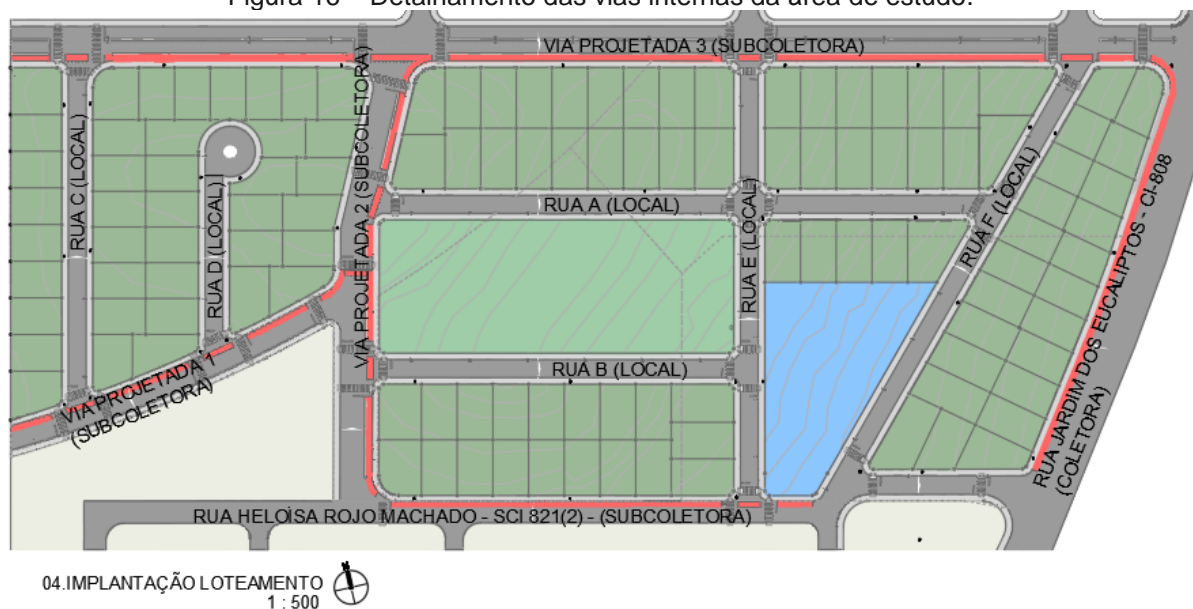 Figura 16 – Detalhamento das vias internas da área de estudo.
VIA PROJETADA 3 (SUBCOLETORA)
VIA PROJETADA 2 (SUBCOLETORA)
RUA C (LOCAL)
RUA D (LOCAL)
RUA A (LOCAL)
RUA E (LOCAL)
RUA F (LOCAL)
RUA JARDIM DOS EUCALIPTOS - CI-808
(COLETORA)
RUA B (LOCAL)
VIA PROJETADA 1
(SUBCOLETORA)
RUA HELOÍSA ROJO MACHADO - SCI 821(2) - (SUBCOLETORA)
04.IMPLANTAÇÃO LOTEAMENTO
1 : 500